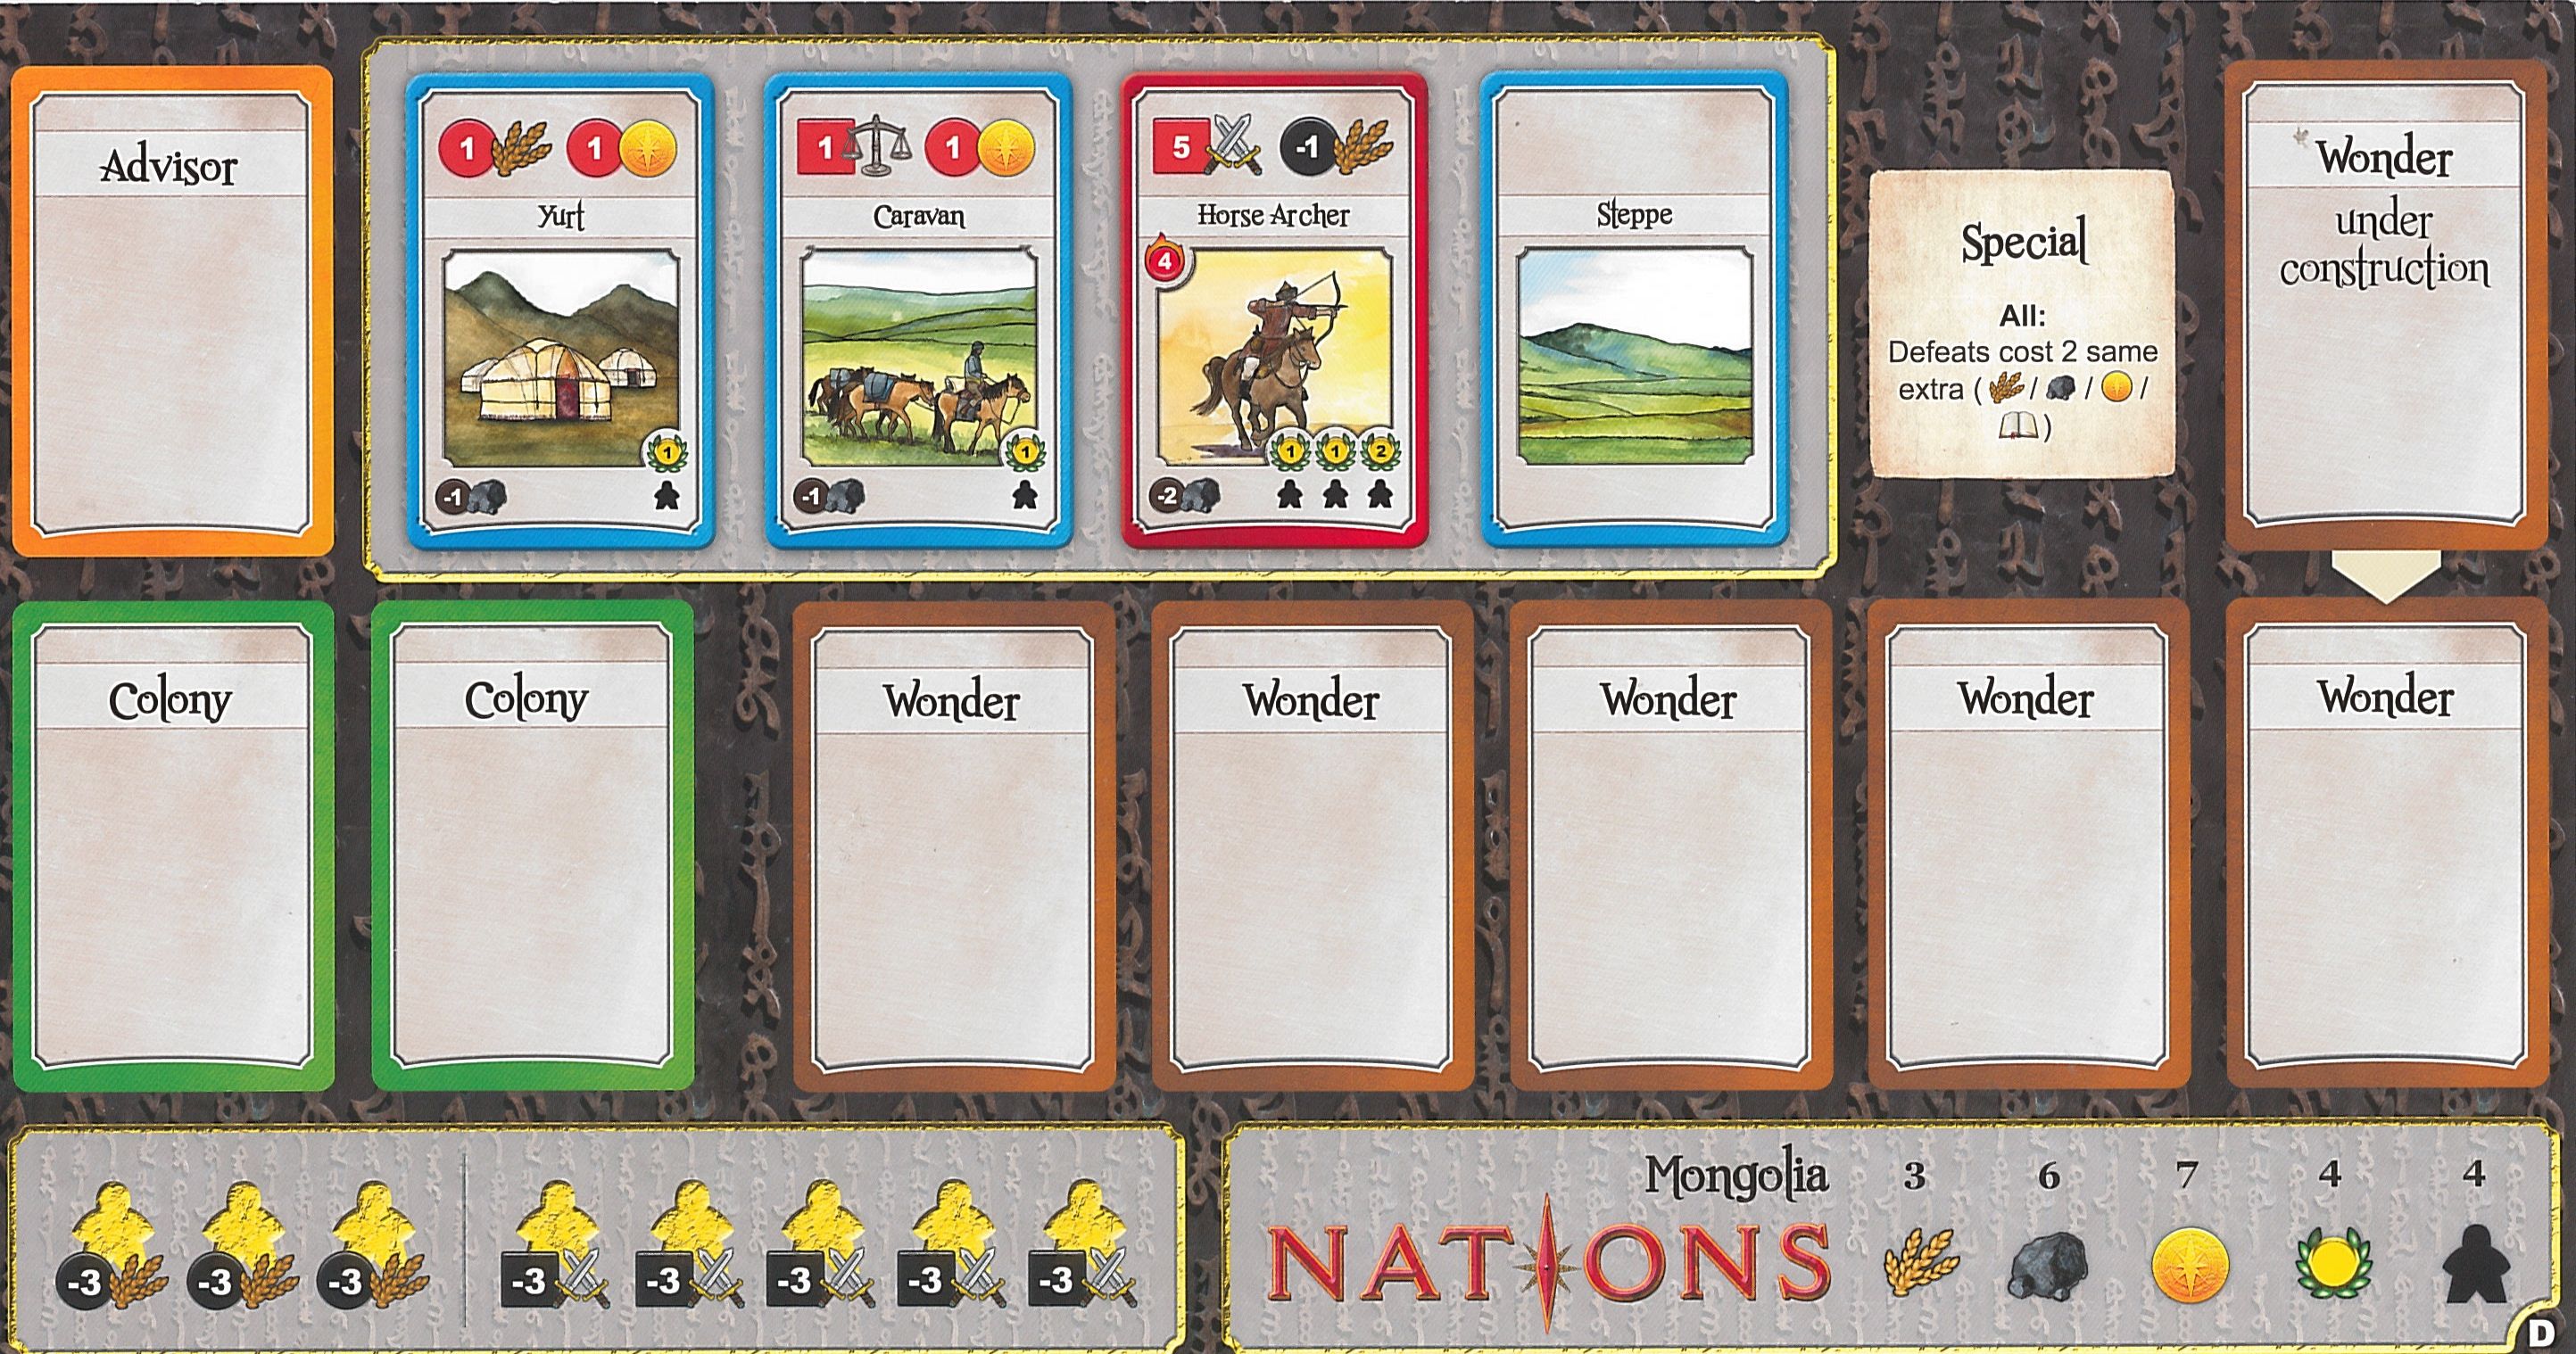 Advisor
1 1
Yurt
1
-1
1 1
Caravan
1
-1
5 -1
Horse Archer
4
1 1 2
-2
Steppe
Special
All:
Defeats cost 2 same
extra ( / / /
)
Wonder
under
construction
Colony
Colony
Wonder
Wonder
Wonder
Wonder
Wonder
-3 -3 -3 -3 -3 -3 -3 -3
Mongolia
NATIONS
3 6 7 4 4
D